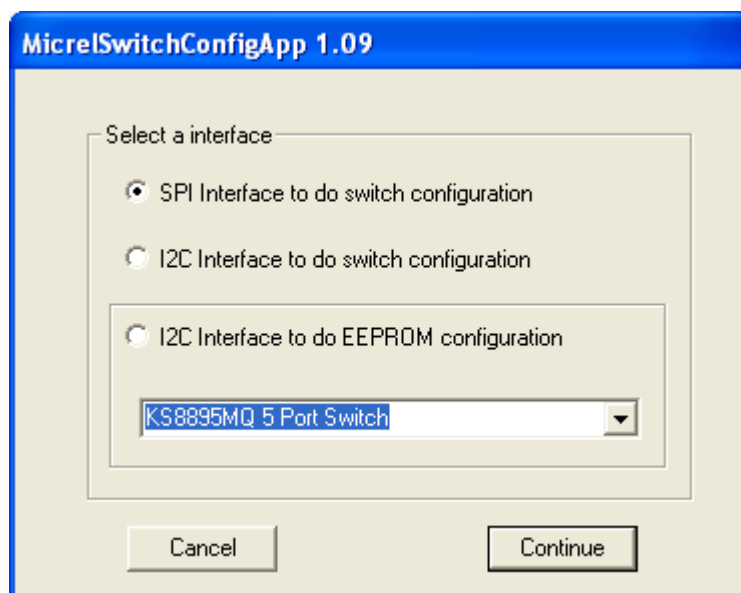 MicrelSwitchConfigApp 1.09
Select a interface
SPI Interface to do switch configuration
I2C Interface to do switch configuration
I2C Interface to do EEPROM configuration
KS8895MQ 5 Port Switch
Cancel
Continue